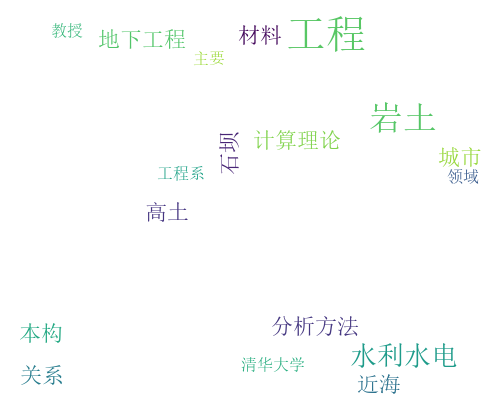 教授
地下工程
材料
工程
主要
岩土
石坝
计算理论
城市
工程系
领域
高土
本构
分析方法
关系
清华大学
水利水电
近海